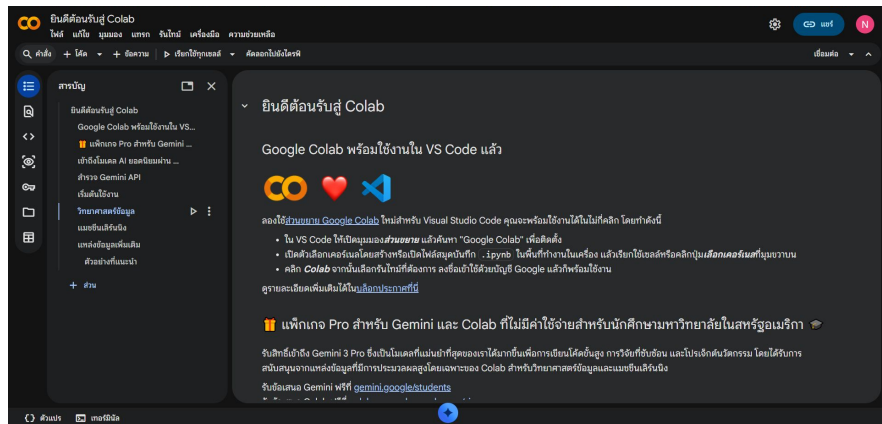 ยินดีต้อนรับสู่ Colab
ไฟล์ แก้ไข มุมมอง แทรก รันไทม์ เครื่องมือ ความช่วยเหลือ
แชร์
N
คำสั่ง + โค้ด + ข้อความ เรียกใช้ทุกเซลล์ คัดลอกไปยังไดรฟ์
เชื่อมต่อ
สารบัญ
ยินดีต้อนรับสู่ Colab
Google Colab พร้อมใช้งานใน VS...
แพ็กเกจ Pro สำหรับ Gemini ...
เข้าถึงโมเดล AI ยอดนิยมผ่าน ...
สำรวจ Gemini API
เริ่มต้นใช้งาน
วิทยาศาสตร์ข้อมูล
แมชชีนเลิร์นนิง
แหล่งข้อมูลเพิ่มเติม
ตัวอย่างที่แนะนำ
+ ส่วน
ยินดีต้อนรับสู่ Colab
Google Colab พร้อมใช้งานใน VS Code แล้ว
ลองใช้ส่วนขยาย Google Colab ใหม่สำหรับ Visual Studio Code คุณจะพร้อมใช้งานได้ในไม่กี่คลิก โดยทำดังนี้
• ใน VS Code ให้เปิดมุมมองส่วนขยาย แล้วค้นหา "Google Colab" เพื่อติดตั้ง
• เปิดตัวเลือกเคอร์เนลโดยสร้างหรือเปิดไฟล์สมุดบันทึก .ipynb ในพื้นที่ทำงานในเครื่อง แล้วเรียกใช้เซลล์หรือคลิกปุ่มเลือกเคอร์เนลที่มุมขวาบน
• คลิก Colab จากนั้นเลือกรันไทม์ที่ต้องการ ลงชื่อเข้าใช้ด้วยบัญชี Google แล้วก็พร้อมใช้งาน
ดูรายละเอียดเพิ่มเติมได้ในบล็อกประกาศที่นี่
แพ็กเกจ Pro สำหรับ Gemini และ Colab ที่ไม่มีค่าใช้จ่ายสำหรับนักศึกษามหาวิทยาลัยในสหรัฐอเมริกา
รับสิทธิ์เข้าถึง Gemini 3 Pro ซึ่งเป็นโมเดลที่แม่นยำที่สุดของเราได้มากขึ้นเพื่อการเขียนโค้ดขั้นสูง การวิจัยที่ซับซ้อน และโปรเจ็กต์นวัตกรรม โดยได้รับการ
สนับสนุนจากแหล่งข้อมูลที่มีการประมวลผลสูงโดยเฉพาะของ Colab สำหรับวิทยาศาสตร์ข้อมูลและแมชชีนเลิร์นนิง
รับข้อเสนอ Gemini ฟรีที่ gemini.google/students
{} ตัวแปร เทอร์มินัล